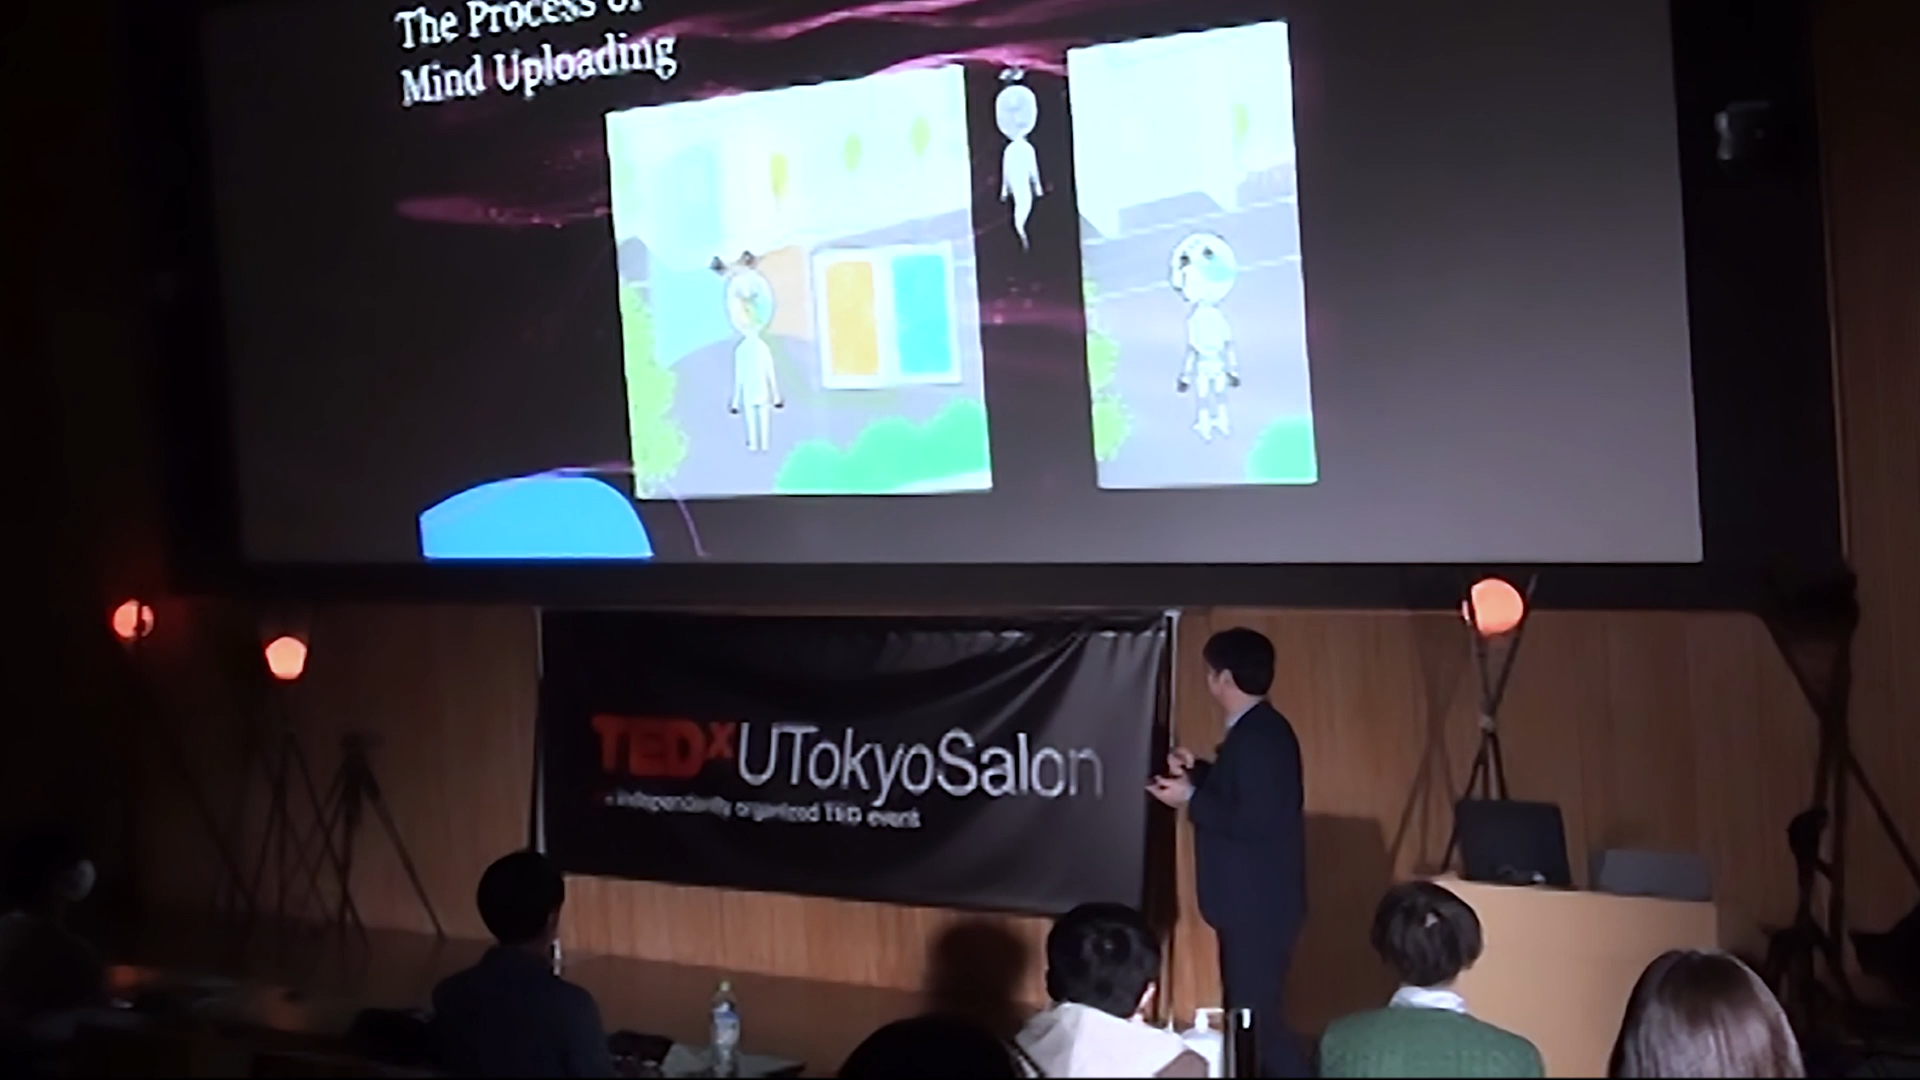 The Process of
Mind Uploading
TEDxUTokyoSalon
x = independently organized TED event